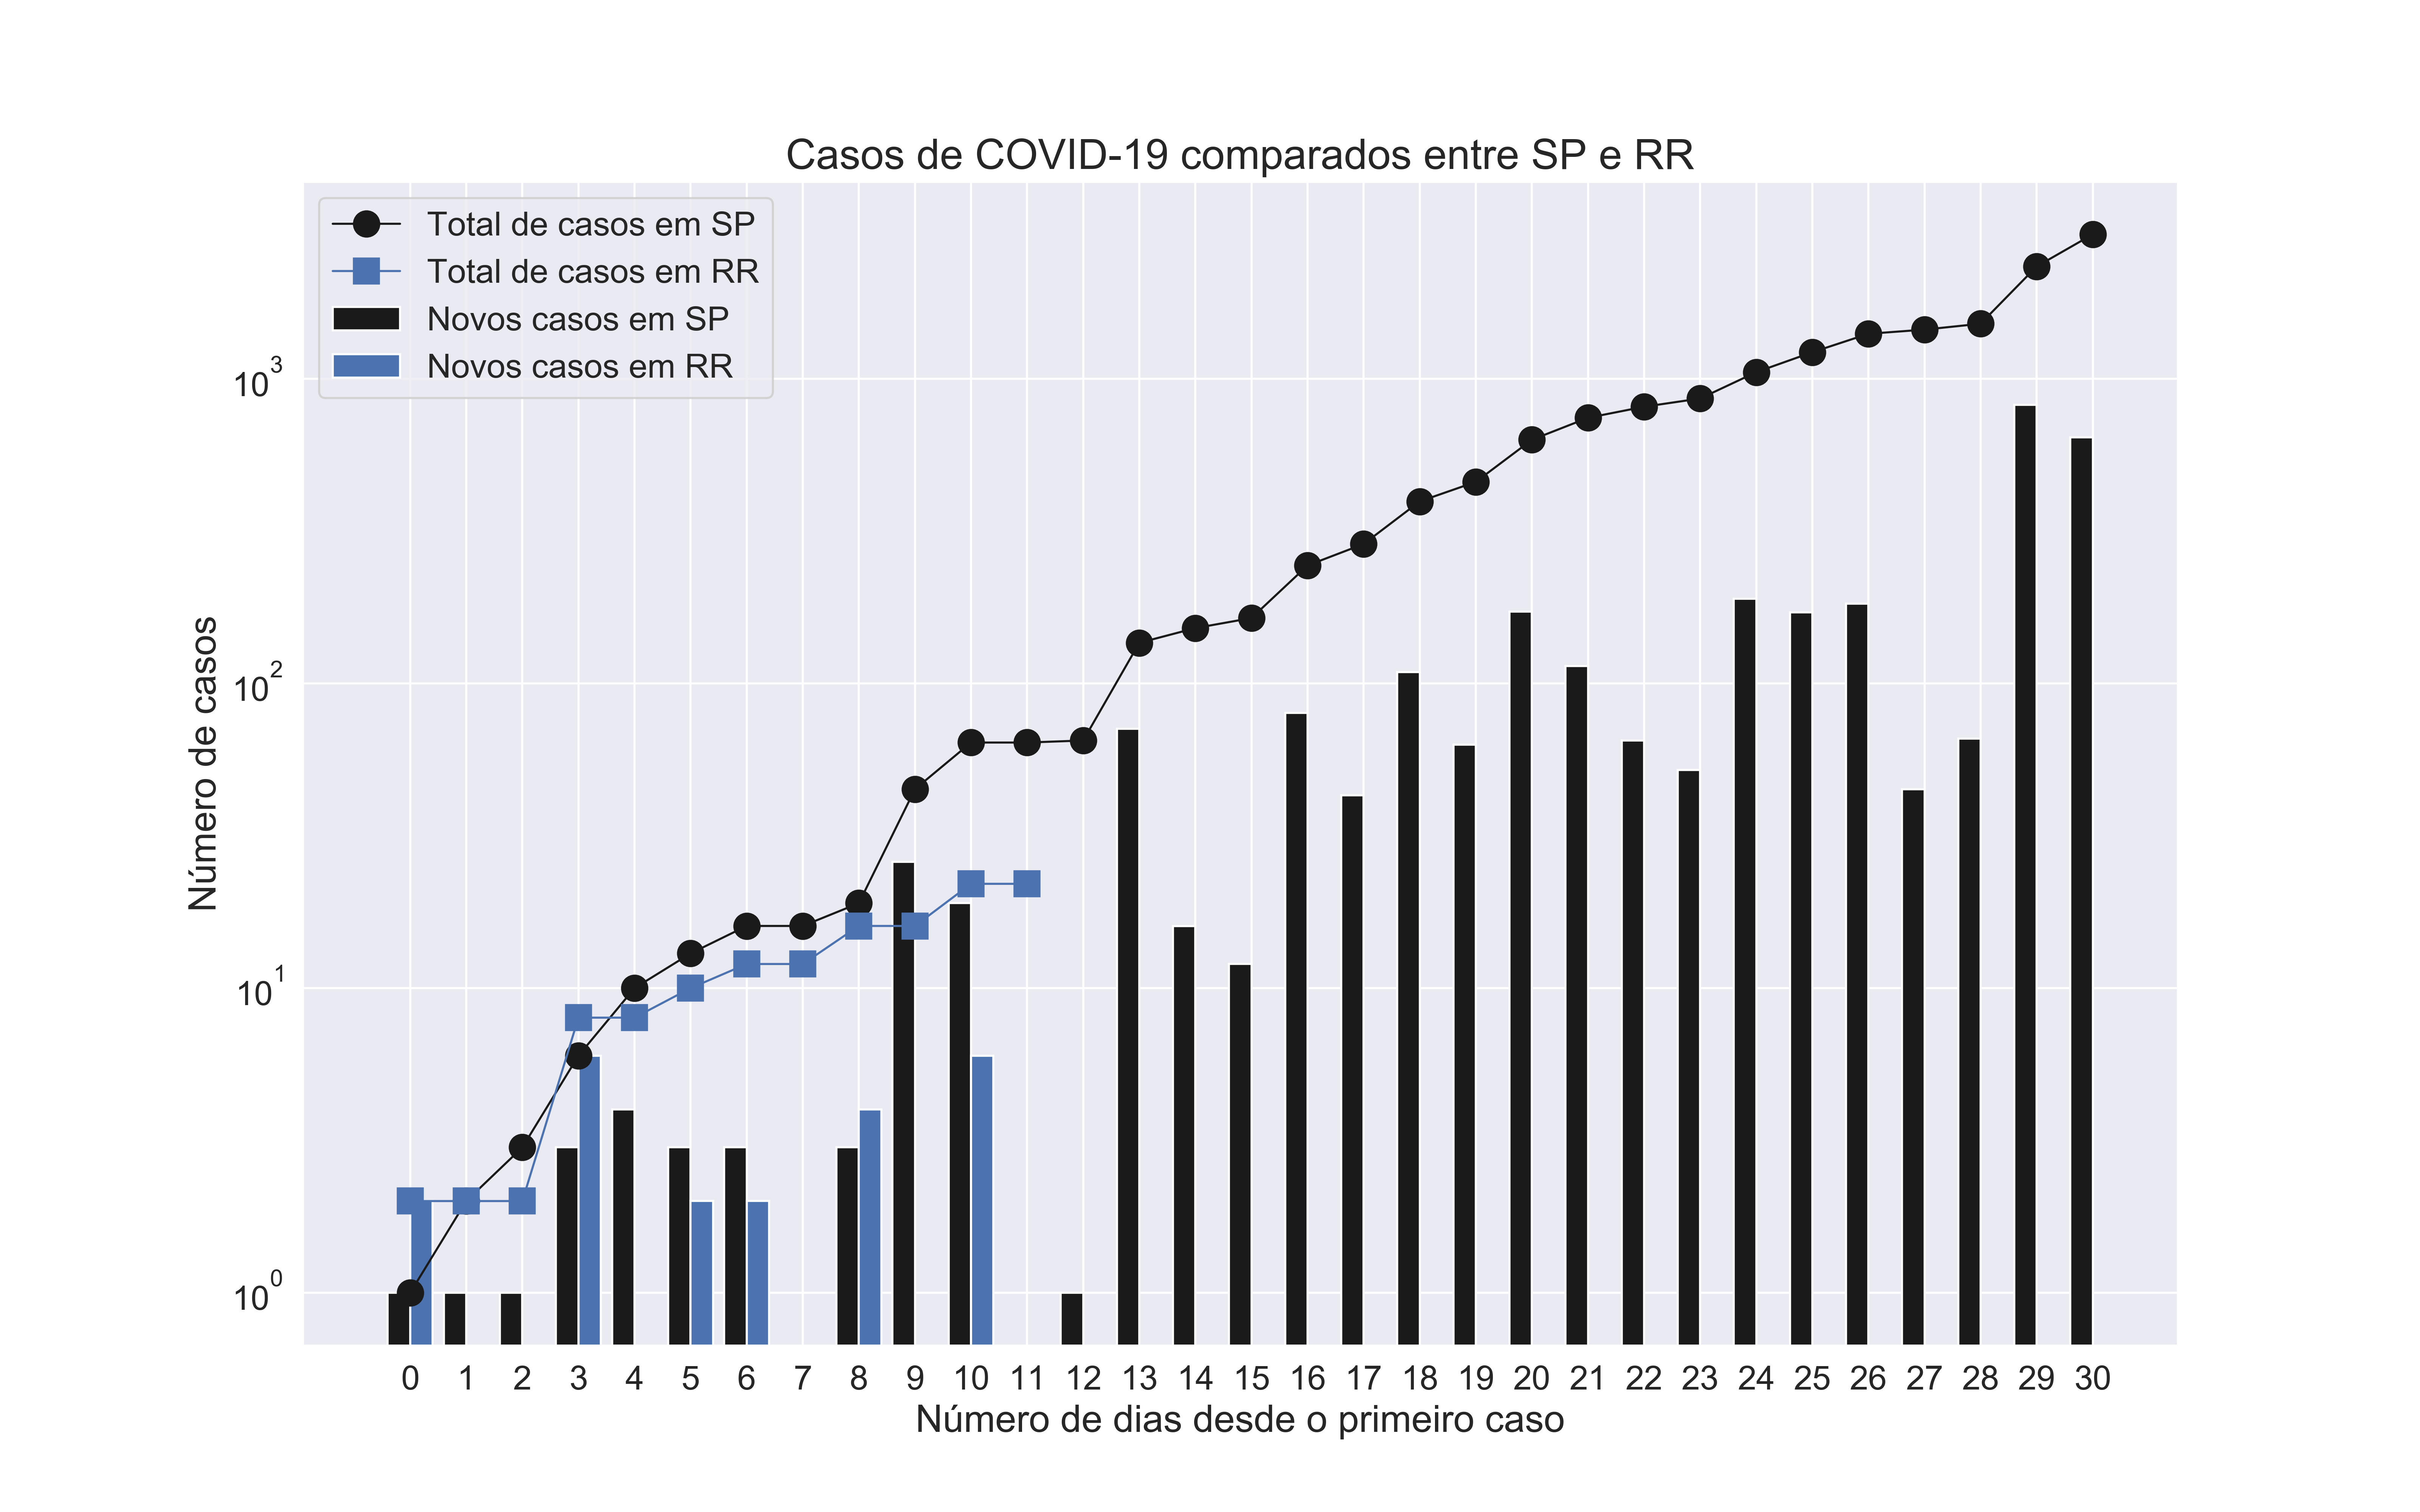 Casos de COVID-19 comparados entre SP e RR
Total de casos em SP
Total de casos em RR
Novos casos em SP
Novos casos em RR
10³
10²
10¹
10⁰
Número de casos
0 1 2 3 4 5 6 7 8 9 10 11 12 13 14 15 16 17 18 19 20 21 22 23 24 25 26 27 28 29 30
Número de dias desde o primeiro caso